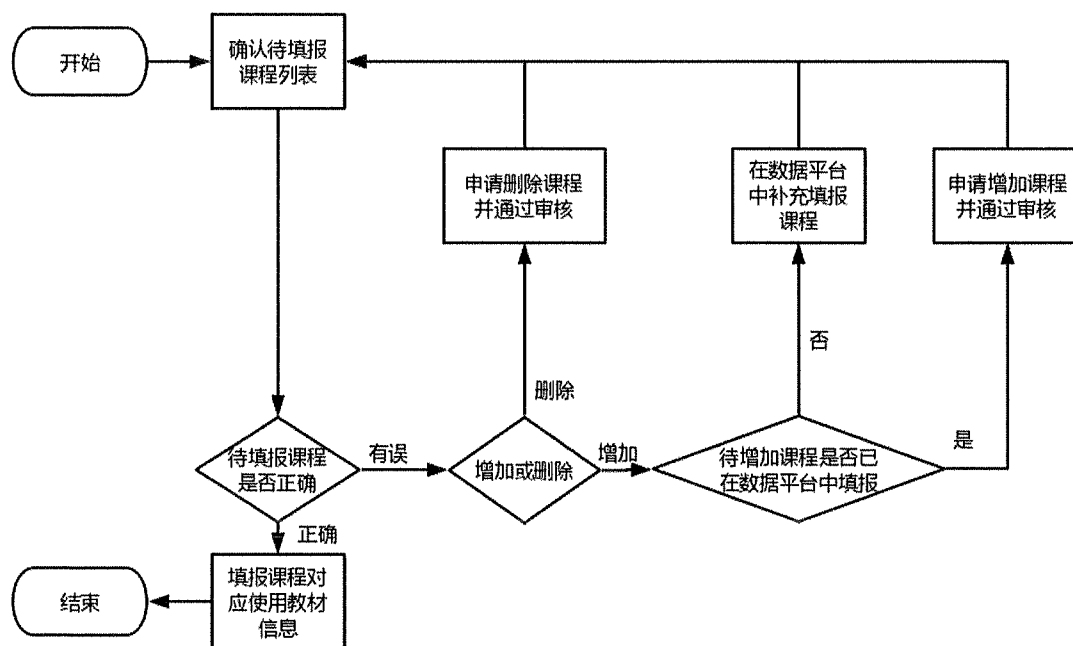 开始
确认待填报
课程列表
申请删除课程
并通过审核
在数据平台
中补充填报
课程
申请增加课程
并通过审核
否
删除
待填报课程
是否正确
有误
增加或删除
增加
待增加课程是否已
在数据平台中填报
是
正确
填报课程对
应使用教材
信息
结束